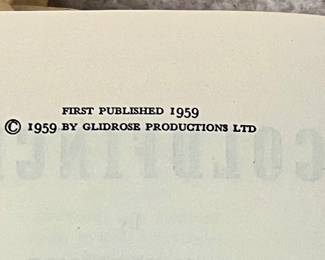 FIRST PUBLISHED 1959
© 1959 BY GLIDROSE PRODUCTIONS LTD